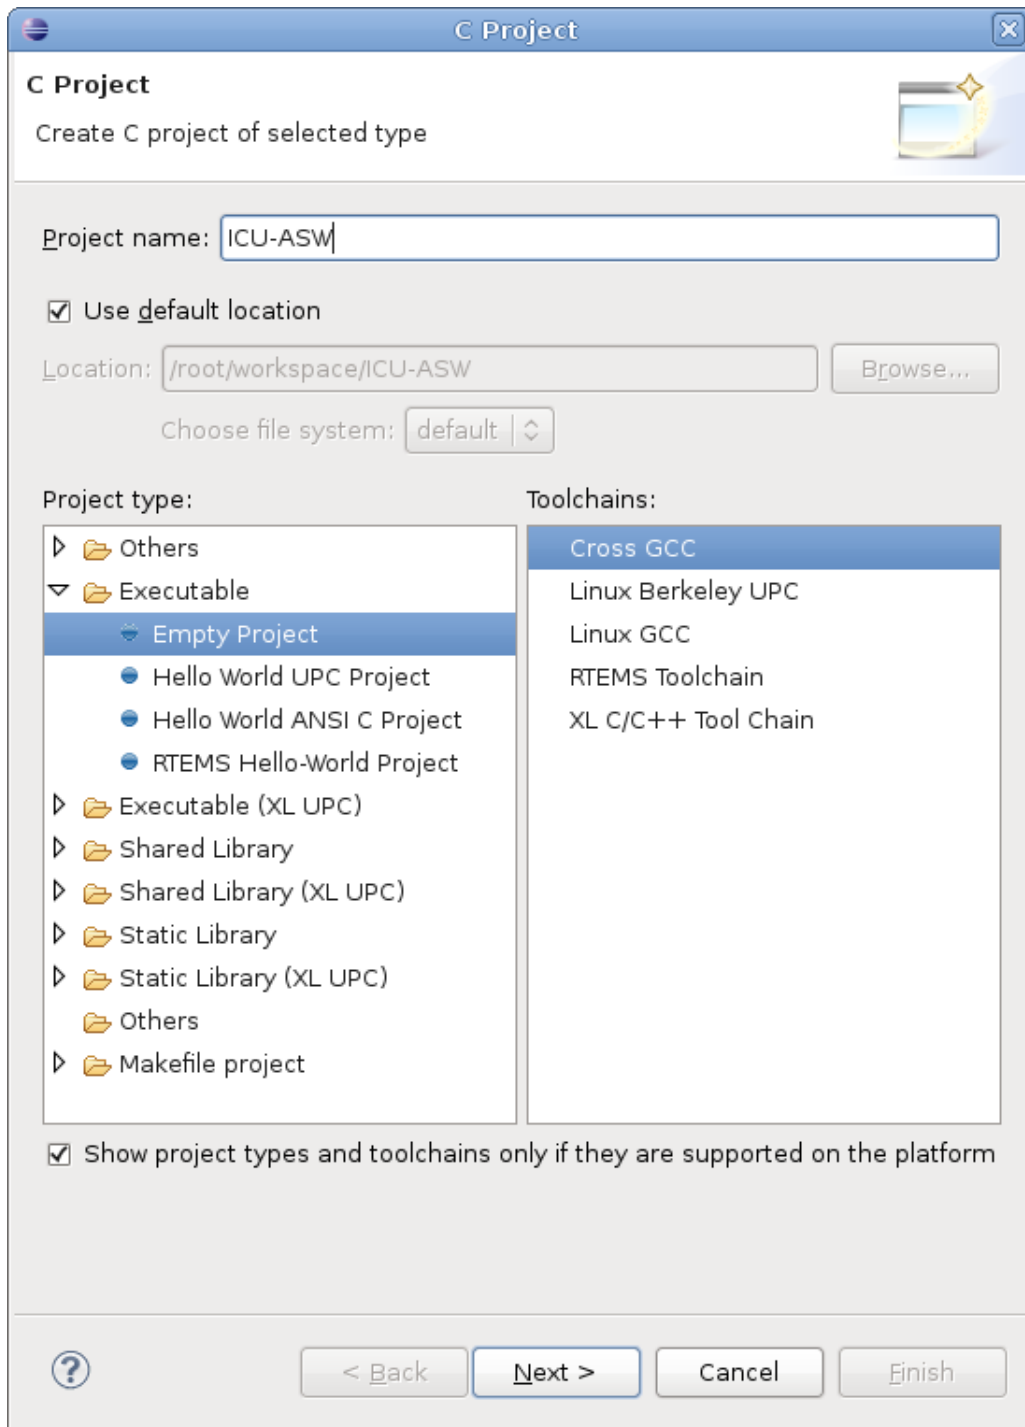 C Project
C Project
Create C project of selected type
Project name: ICU-ASW
Use default location
Location: /root/workspace/ICU-ASW Browse...
Choose file system: default
Project type: Toolchains:
Others Cross GCC
Executable Linux Berkeley UPC
Empty Project Linux GCC
Hello World UPC Project RTEMS Toolchain
Hello World ANSI C Project XL C/C++ Tool Chain
RTEMS Hello-World Project
Executable (XL UPC)
Shared Library
Shared Library (XL UPC)
Static Library
Static Library (XL UPC)
Others
Makefile project
Show project types and toolchains only if they are supported on the platform
? < Back Next > Cancel Finish